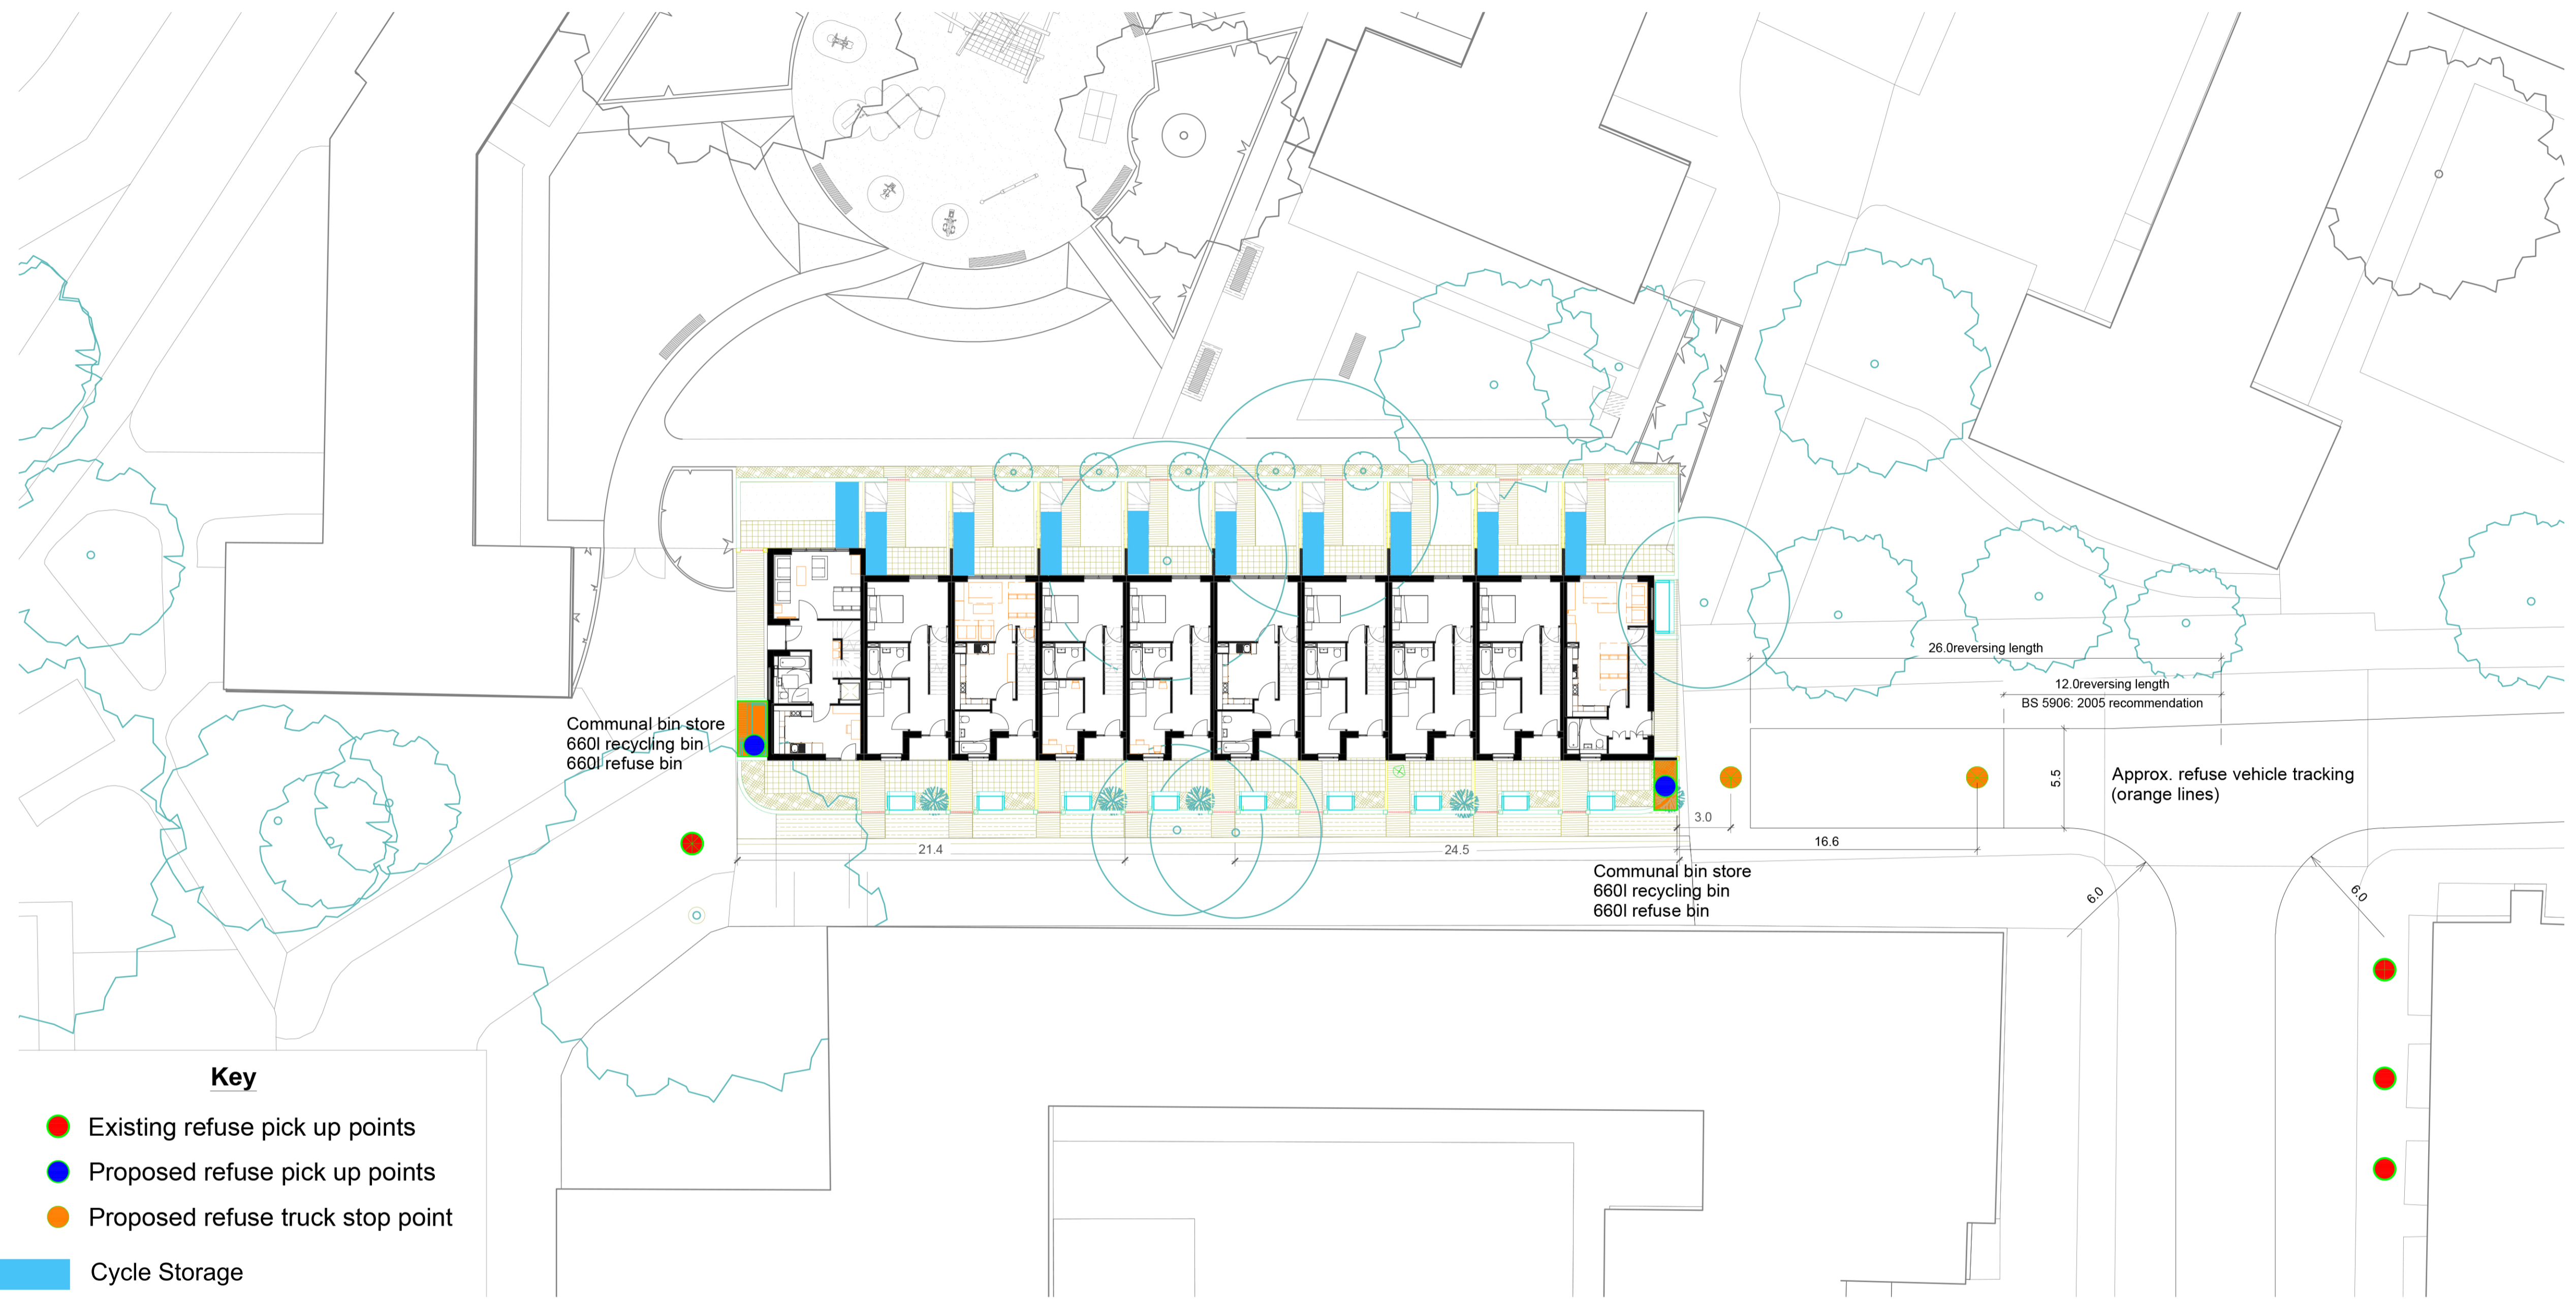 26.0reversing length
12.0reversing length
BS 5906: 2005 recommendation
Communal bin store
660l recycling bin
660l refuse bin
5.5
Approx. refuse vehicle tracking
(orange lines)
3.0
16.6
21.4
24.5
Communal bin store
660l recycling bin
660l refuse bin
6.0
6.0
Key
Existing refuse pick up points
Proposed refuse pick up points
Proposed refuse truck stop point
Cycle Storage